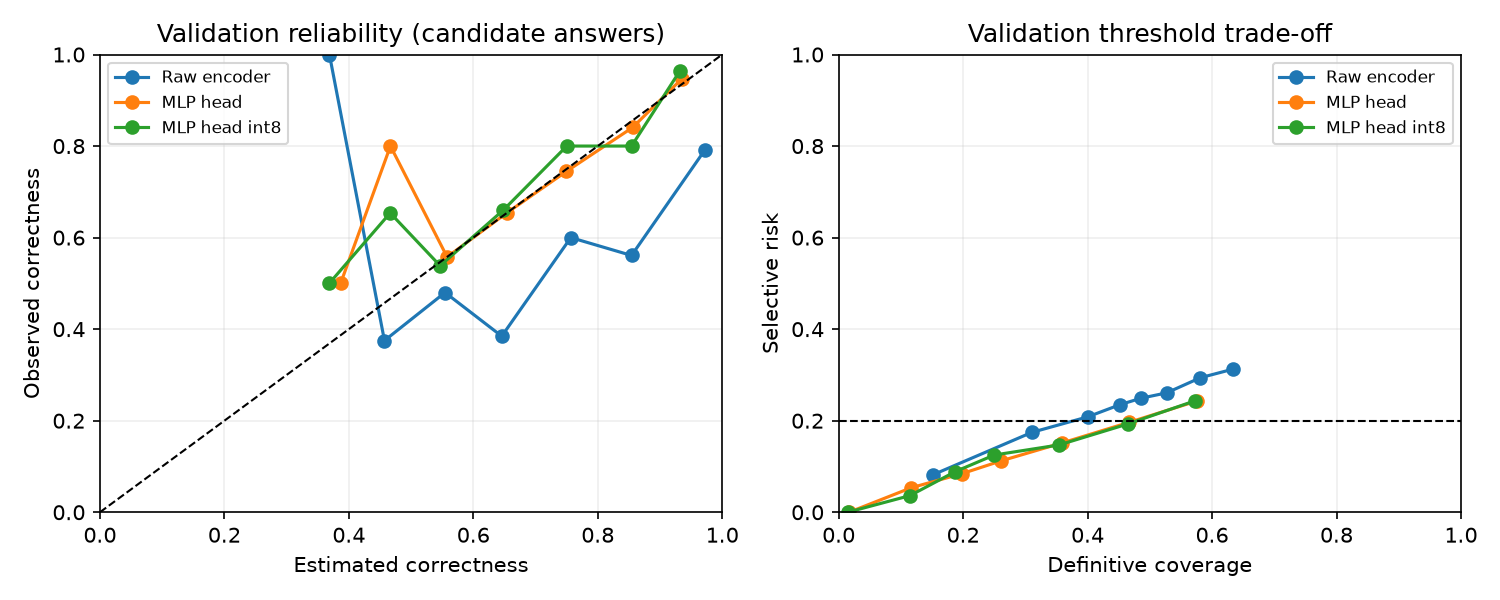 Validation reliability (candidate answers)
Raw encoder
MLP head
MLP head int8
Observed correctness
1.0
0.8
0.6
0.4
0.2
0.0
0.0 0.2 0.4 0.6 0.8 1.0
Estimated correctness
Validation threshold trade-off
Raw encoder
MLP head
MLP head int8
Selective risk
1.0
0.8
0.6
0.4
0.2
0.0
0.0 0.2 0.4 0.6 0.8 1.0
Definitive coverage